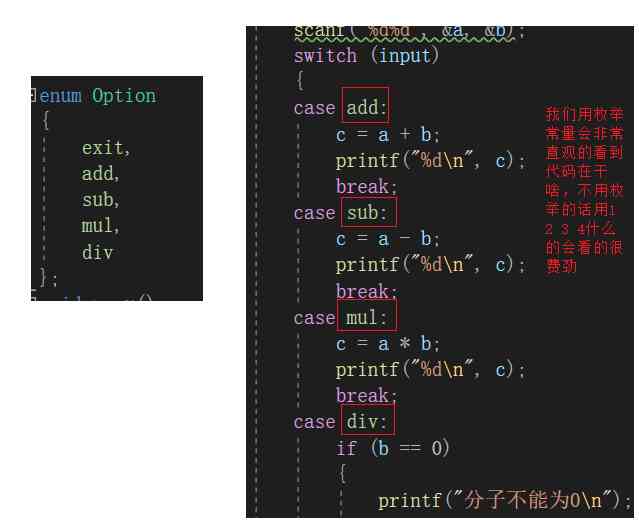 enum Option
{
exit,
add,
sub,
mul,
div
};
scanf("%d%d", &a, &b);
switch (input)
{
case add:
c = a + b;
printf("%d\n", c);
break;
case sub:
c = a - b;
printf("%d\n", c);
break;
case mul:
c = a * b;
printf("%d\n", c);
break;
case div:
if (b == 0)
{
printf("分子不能为0\n");
我们用枚举
常量会非常
直观的看到
代码在干
啥，不用枚
举的话用1
2 3 4什么
的会看的很
费劲